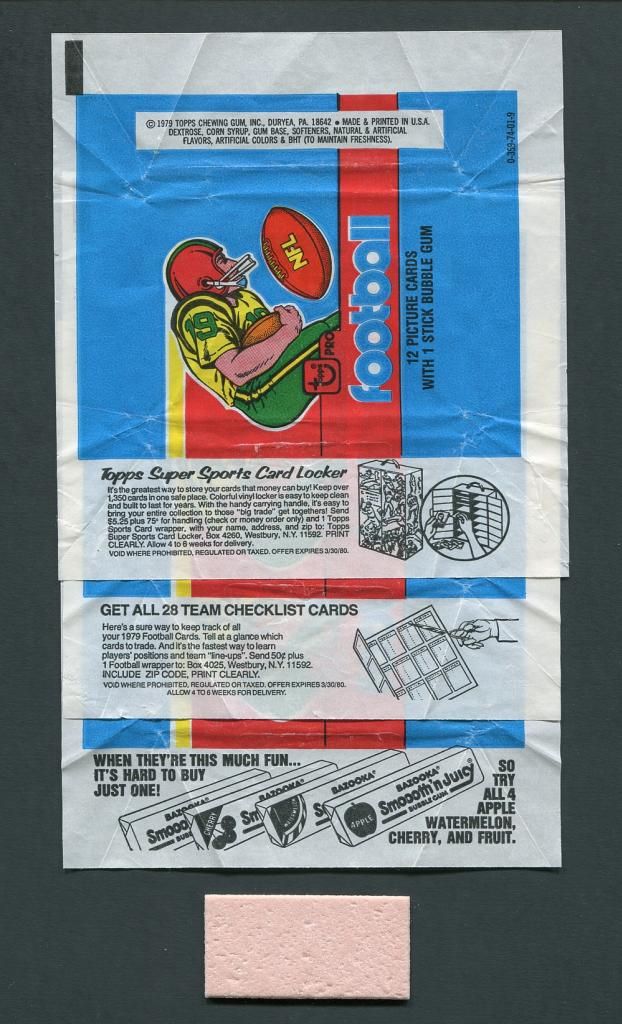 © 1979 TOPPS CHEWING GUM, INC., DURYEA, PA. 18642 • MADE & PRINTED IN U.S.A.
DEXTROSE, CORN SYRUP, GUM BASE, SOFTENERS, NATURAL & ARTIFICIAL
FLAVORS, ARTIFICIAL COLORS & BHT (TO MAINTAIN FRESHNESS).
0-369-74-01-9
NFL
19
Topps
PRO
football
12 PICTURE CARDS
WITH 1 STICK BUBBLE GUM
Topps Super Sports Card Locker
It's the greatest way to store your cards that money can buy! Keep over
1,350 cards in one safe place. Colorful vinyl locker is easy to keep clean
and built to last for years. With the handy carrying handle, it's easy to
bring your entire collection to those "big trade" get togethers! Send
$5.25 plus 75¢ for handling (check or money order only) and 1 Topps
Sports Card wrapper, with your name, address, and zip to: Topps
Super Sports Card Locker, Box 4260, Westbury, N.Y. 11592. PRINT
CLEARLY. Allow 4 to 6 weeks for delivery.
VOID WHERE PROHIBITED, REGULATED OR TAXED. OFFER EXPIRES 3/30/80.
GET ALL 28 TEAM CHECKLIST CARDS
Here's a sure way to keep track of all
your 1979 Football Cards. Tell at a glance which
cards to trade. And it's the fastest way to learn
players' positions and team "line-ups". Send 50¢ plus
1 Football wrapper to: Box 4025, Westbury, N.Y. 11592.
INCLUDE ZIP CODE, PRINT CLEARLY.
VOID WHERE PROHIBITED, REGULATED OR TAXED. OFFER EXPIRES 3/30/80.
ALLOW 4 TO 6 WEEKS FOR DELIVERY.
WHEN THEY'RE THIS MUCH FUN...
IT'S HARD TO BUY
JUST ONE!
BAZOOKA
Smooo
BUBB
CHERRY
BAZOOKA
Sm
BAZOOKA
S
BAZOOKA
Smooth'n Juicy
BUBBLE GUM
APPLE
SO
TRY
ALL 4
APPLE
WATERMELON,
CHERRY, AND FRUIT.